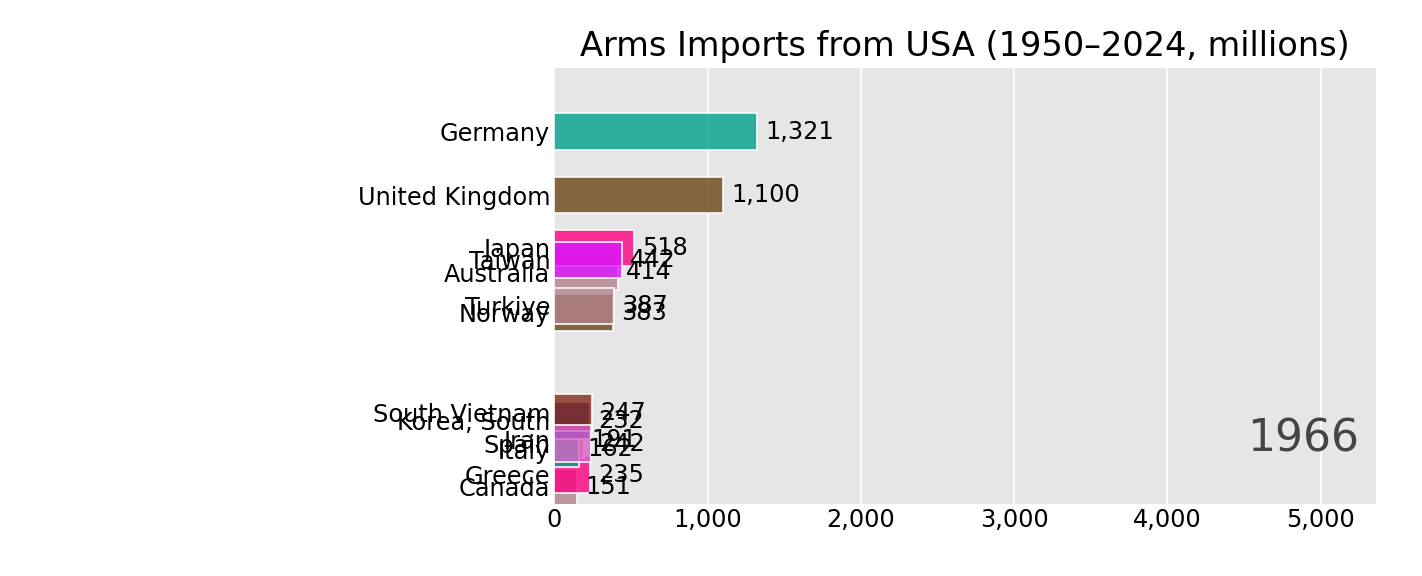 Arms Imports from USA (1950–2024, millions)
Germany 1,321
United Kingdom 1,100
Japan 518
Taiwan 442
Australia 414
Turkiye 387
Norway 383
South Vietnam 247
Korea, South 232
Iran 191
Spain
Italy 162
Greece 235
Canada 151
1966
0 1,000 2,000 3,000 4,000 5,000